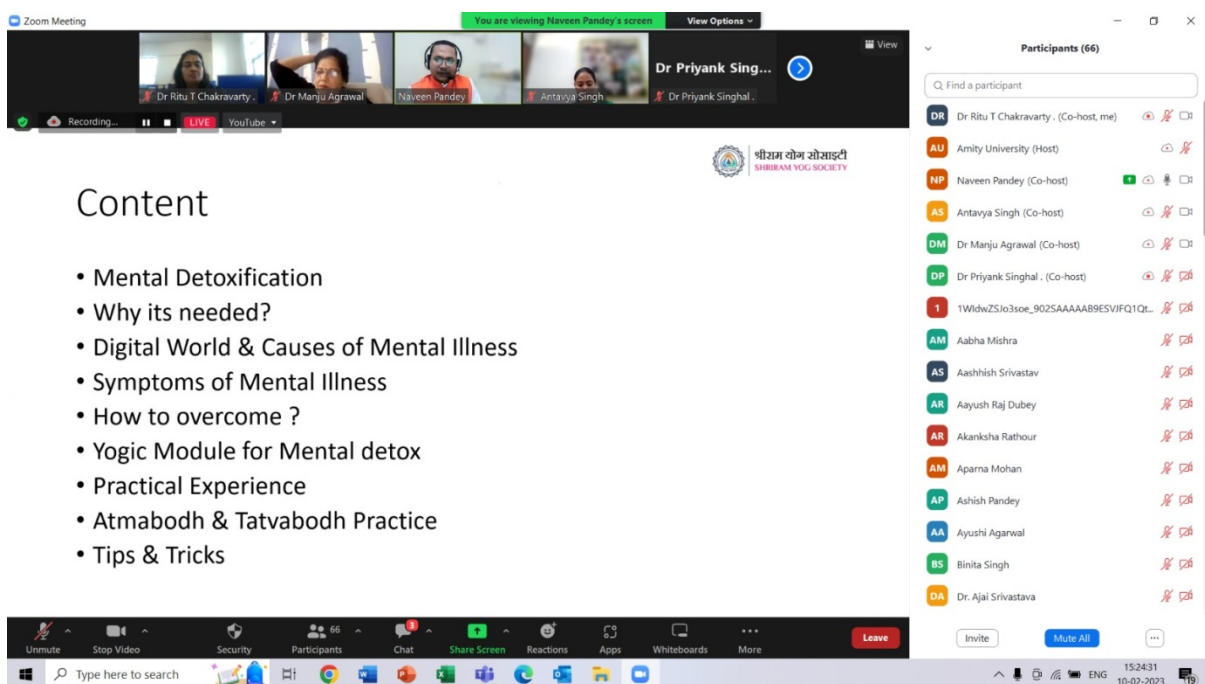 Zoom Meeting
You are viewing Naveen Pandey's screen
View Options
Dr Ritu T Chakravarty .
Dr Manju Agrawal
Naveen Pandey
Antavya Singh
Dr Priyank Sing...
Dr Priyank Singhal .
View
Recording...
LIVE
YouTube
श्रीराम योग सोसाइटी
SHRIRAM YOG SOCIETY
Content
• Mental Detoxification
• Why its needed?
• Digital World & Causes of Mental Illness
• Symptoms of Mental Illness
• How to overcome ?
• Yogic Module for Mental detox
• Practical Experience
• Atmabodh & Tatvabodh Practice
• Tips & Tricks
Participants (66)
Find a participant
DR Dr Ritu T Chakravarty . (Co-host, me)
AU Amity University (Host)
NP Naveen Pandey (Co-host)
AS Antavya Singh (Co-host)
DM Dr Manju Agrawal (Co-host)
DP Dr Priyank Singhal . (Co-host)
1
AM Aabha Mishra
AS Aashhish Srivastav
AR Aayush Raj Dubey
AR Akanksha Rathour
AM Aparna Mohan
AP Ashish Pandey
AA Ayushi Agarwal
BS Binita Singh
DA Dr. Ajai Srivastava
Invite
Mute All
Unmute
Stop Video
Security
66
Participants
3
Chat
Share Screen
Reactions
Apps
Whiteboards
More
Leave
Type here to search
ENG
15:24:31
10-02-2023
19